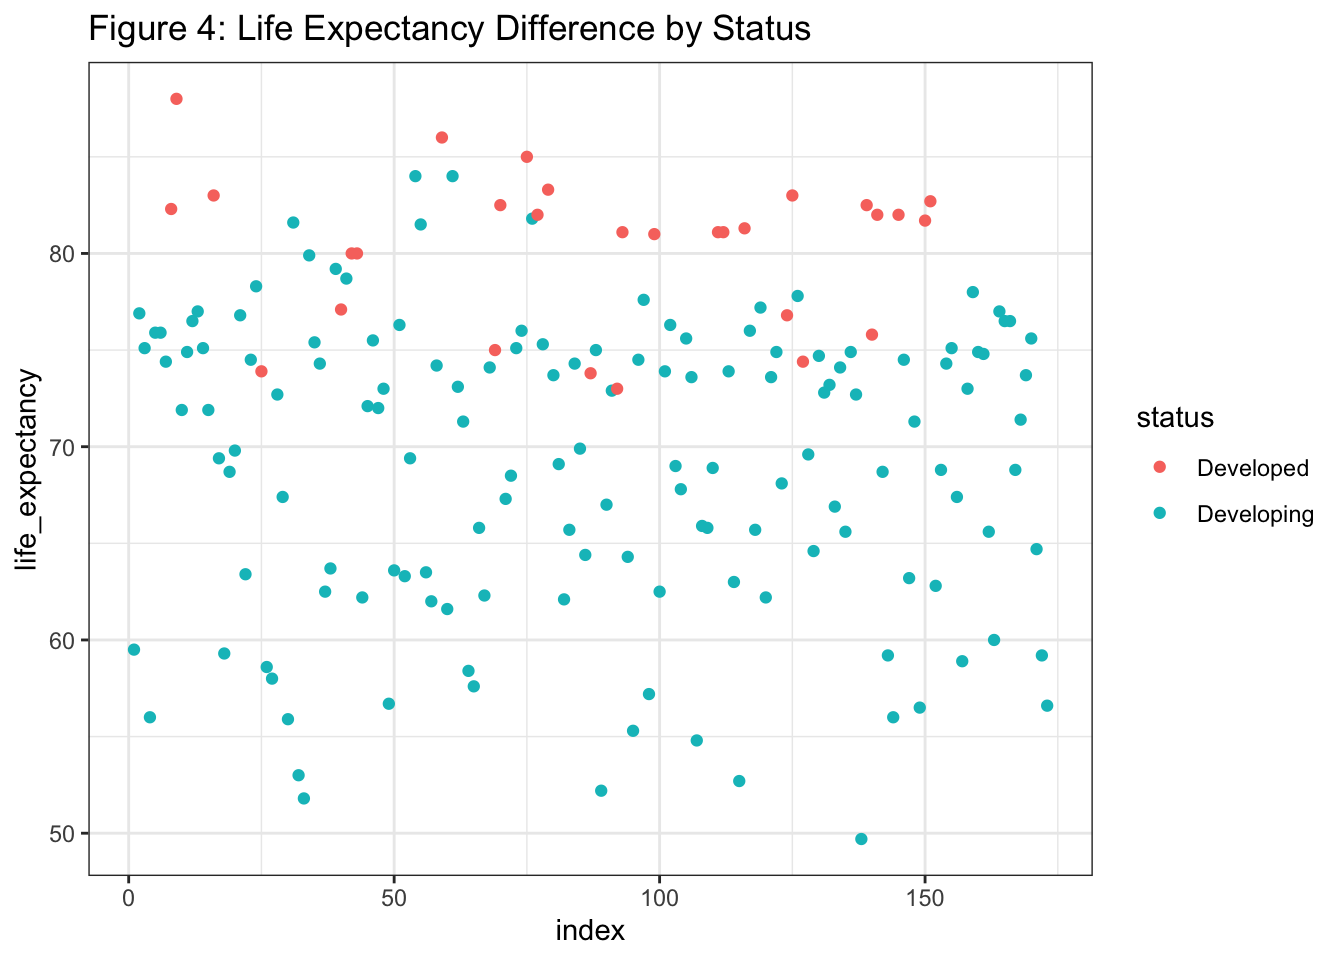 Figure 4: Life Expectancy Difference by Status
life_expectancy
80
70
60
50
0
50
100
150
index
status
Developed
Developing